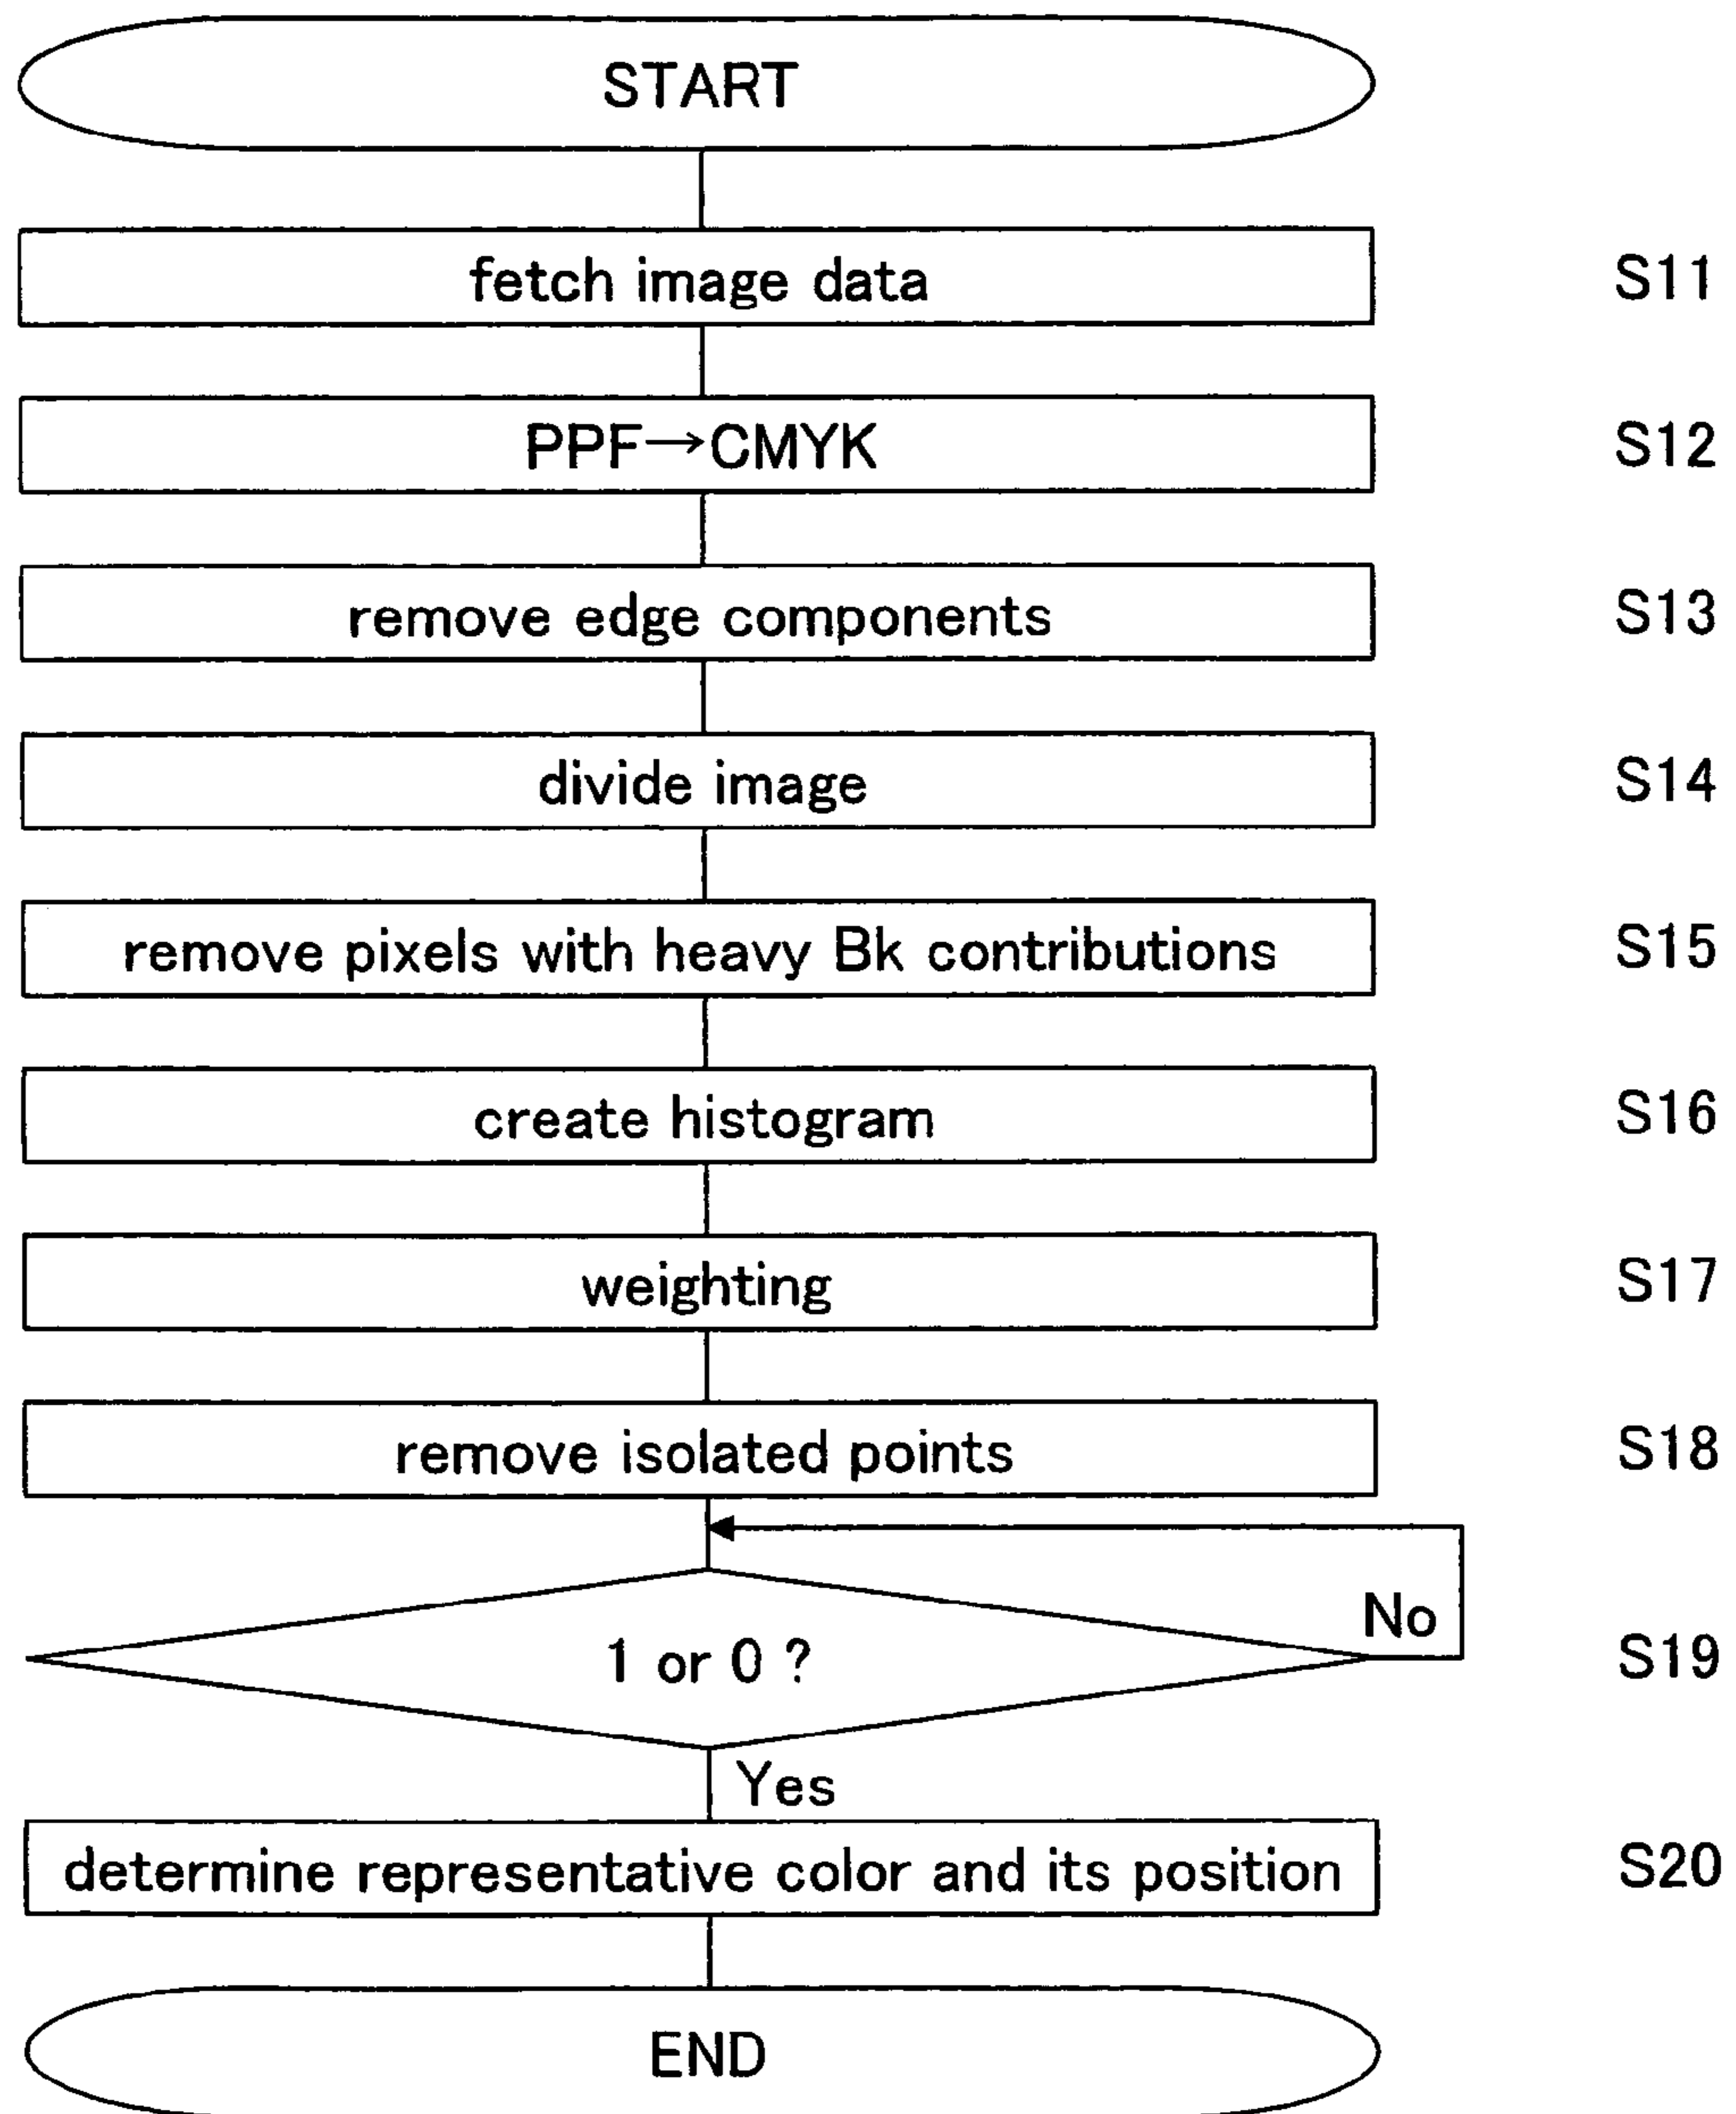 START
fetch image data S11
PPF→CMYK S12
remove edge components S13
divide image S14
remove pixels with heavy Bk contributions S15
create histogram S16
weighting S17
remove isolated points S18
No
1 or 0 ? S19
Yes
determine representative color and its position S20
END